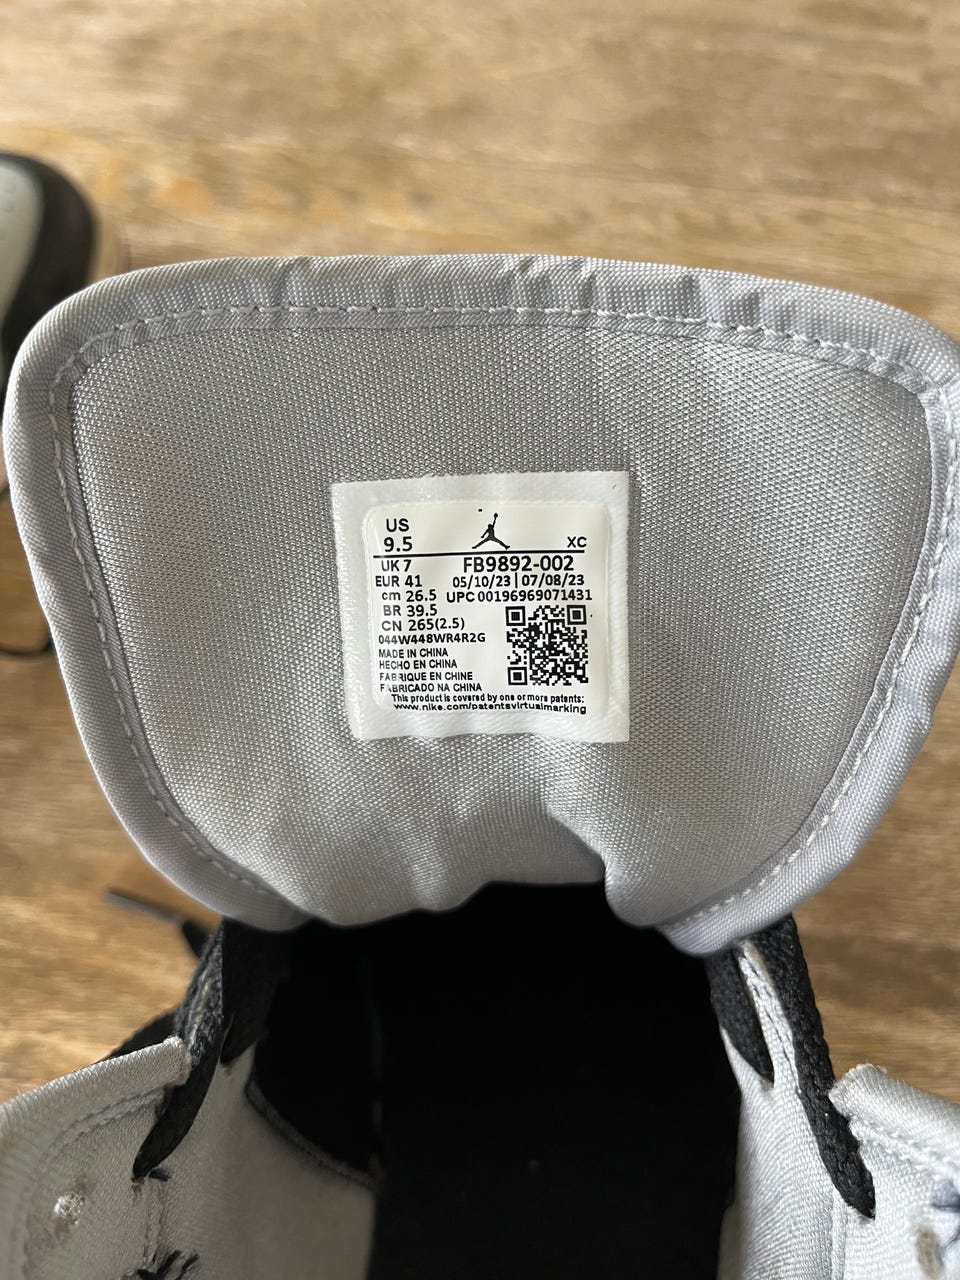 US
9.5
XC
UK 7
FB9892-002
EUR 41
05/10/23 | 07/08/23
cm 26.5
UPC 00196969071431
BR 39.5
CN 265(2.5)
044W448WR4R2G
MADE IN CHINA
HECHO EN CHINA
FABRIQUE EN CHINE
FABRICADO NA CHINA
This product is covered by one or more patents:
www.nike.com/patentsvirtualmarking